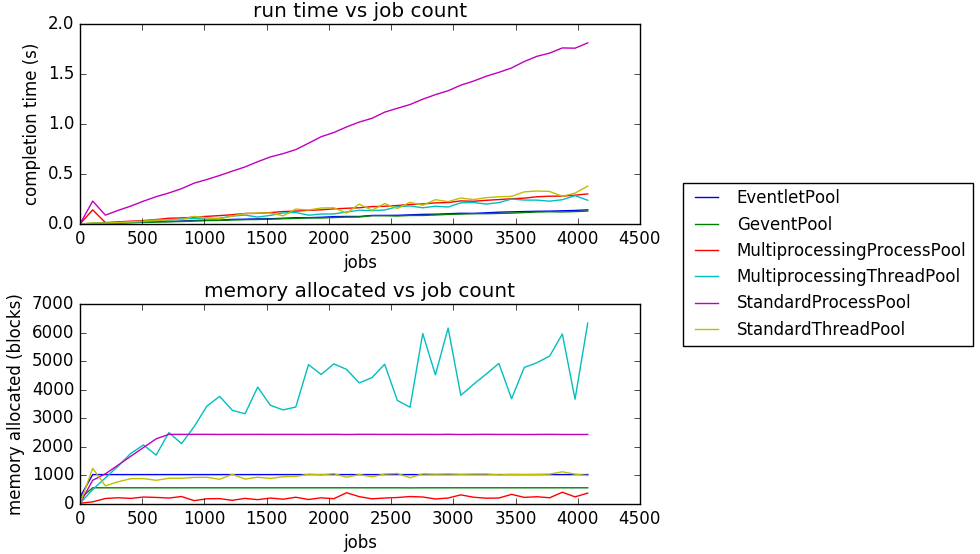 run time vs job count
2.0
1.5
1.0
0.5
0.0
completion time (s)
0 500 1000 1500 2000 2500 3000 3500 4000 4500
jobs
memory allocated vs job count
7000
6000
5000
4000
3000
2000
1000
0
memory allocated (blocks)
0 500 1000 1500 2000 2500 3000 3500 4000 4500
jobs
EventletPool
GeventPool
MultiprocessingProcessPool
MultiprocessingThreadPool
StandardProcessPool
StandardThreadPool